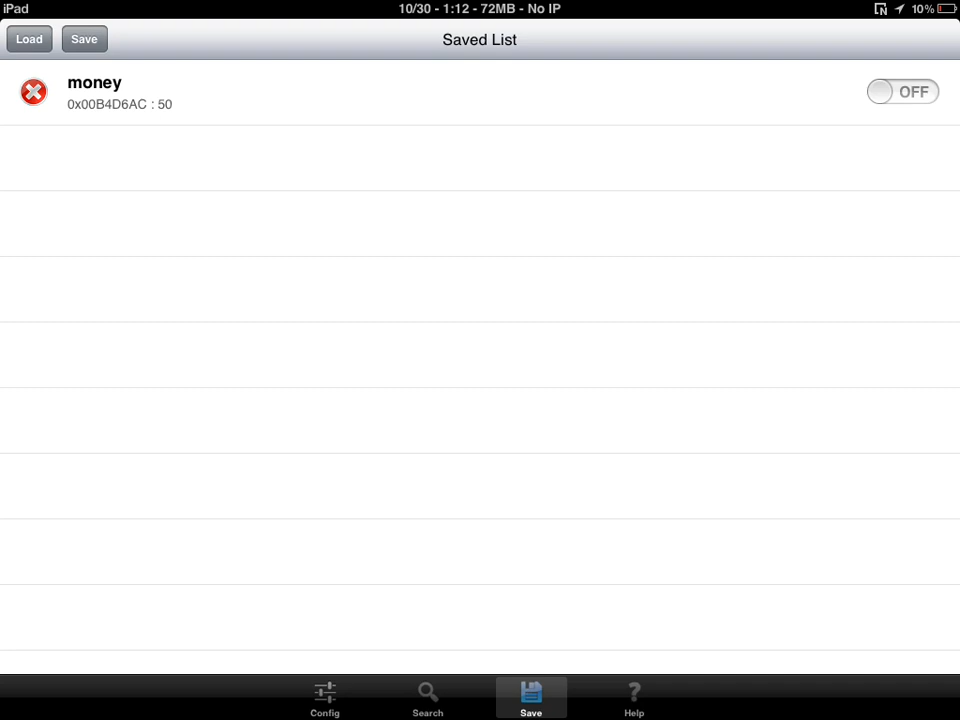 iPad 10/30 - 1:12 - 72MB - No IP 10%
Load Save Saved List
money
0x00B4D6AC : 50
OFF
Config Search Save Help